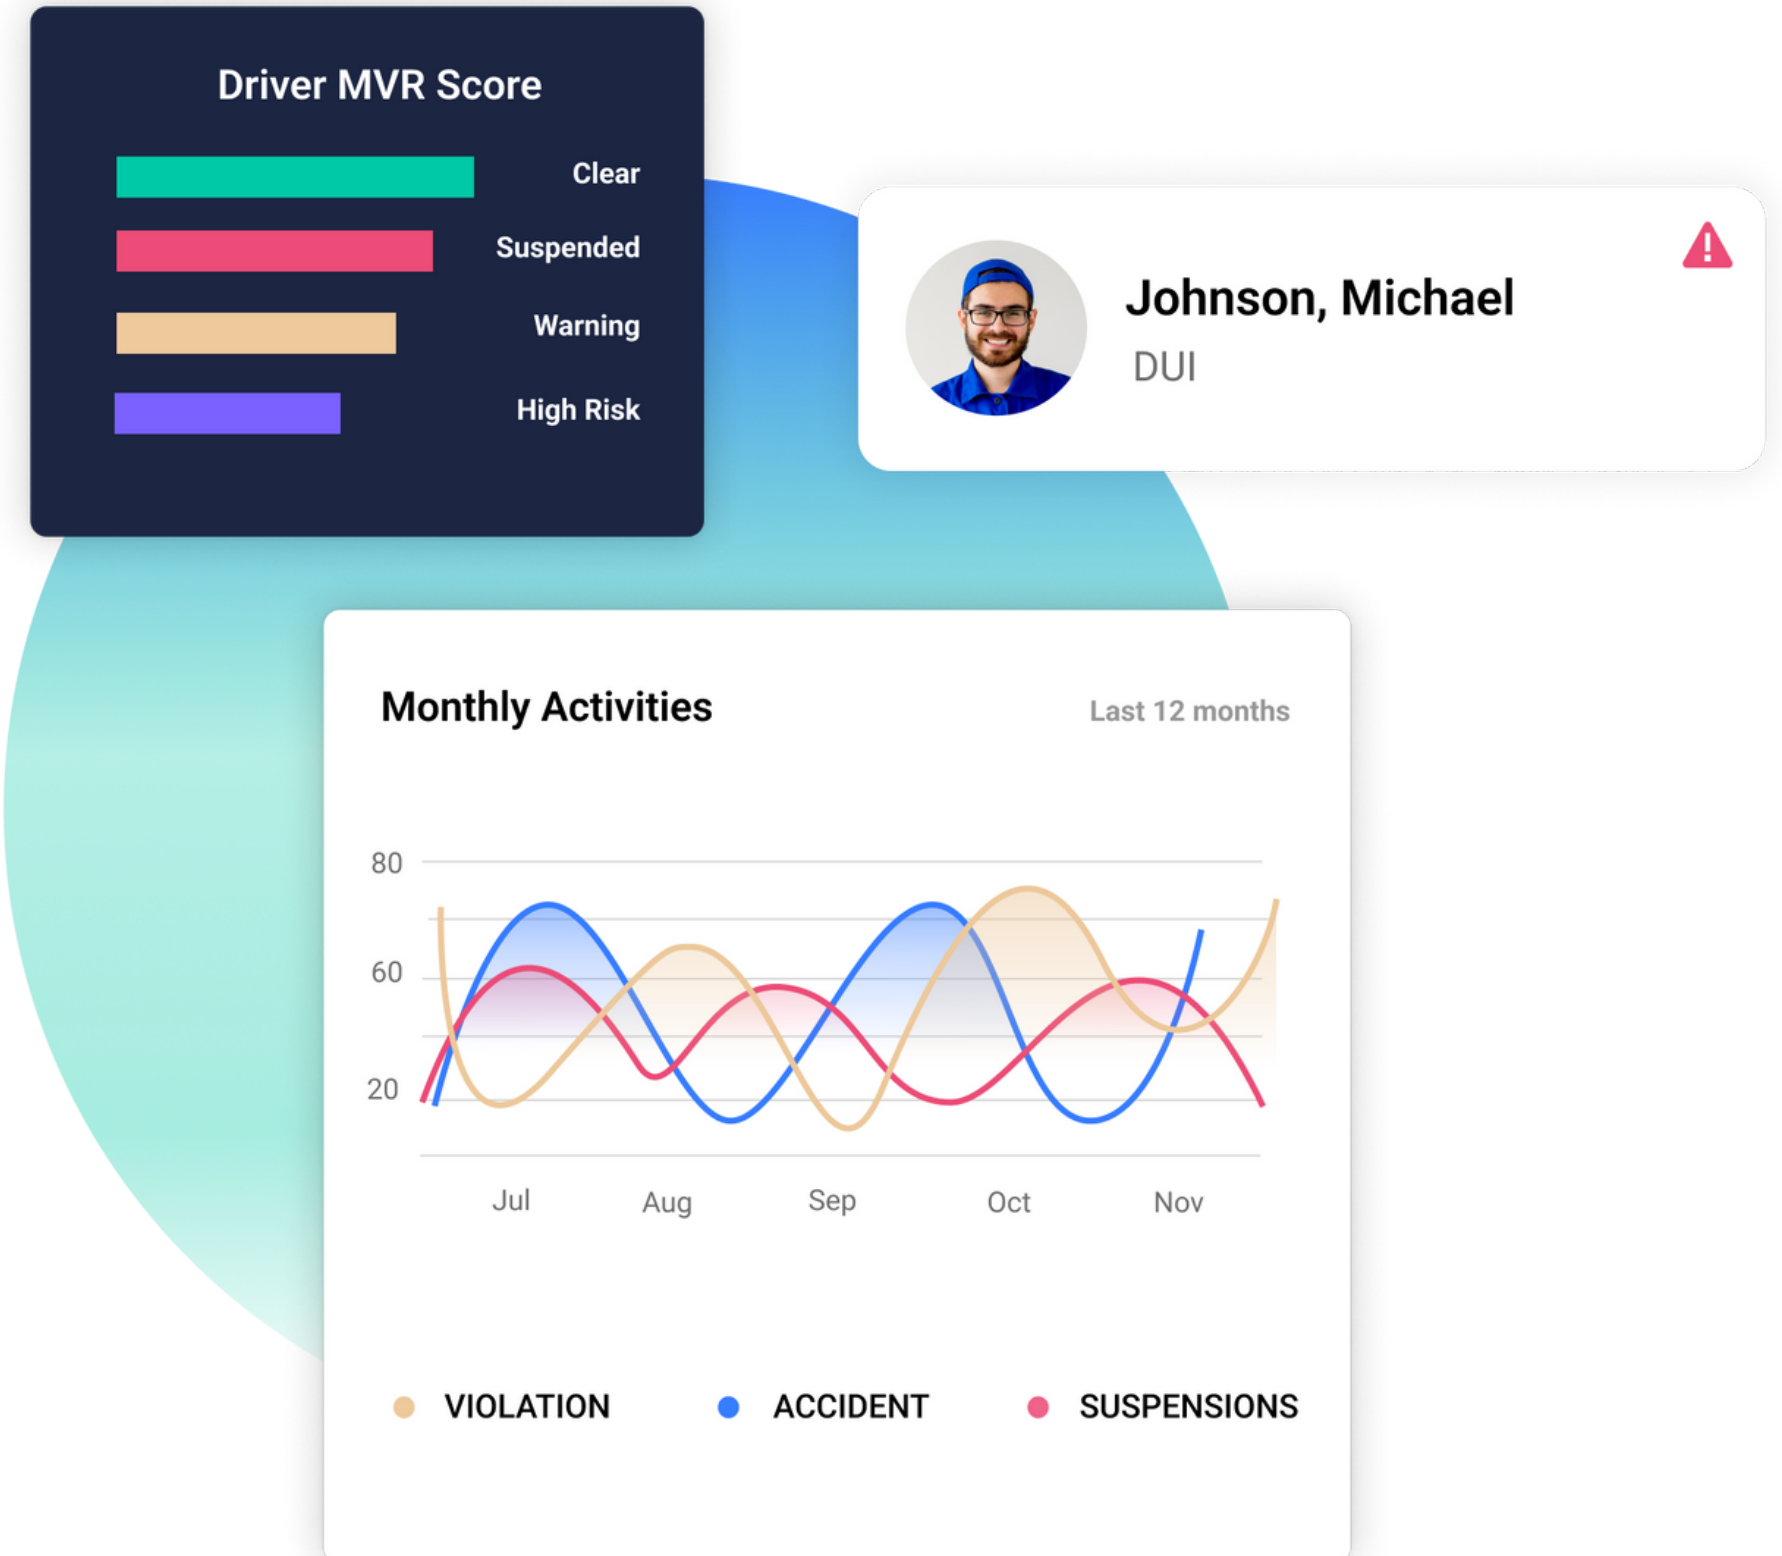 Driver MVR Score
Clear
Suspended
Warning
High Risk
Johnson, Michael
DUI
Monthly Activities
Last 12 months
80
60
20
Jul
Aug
Sep
Oct
Nov
VIOLATION
ACCIDENT
SUSPENSIONS